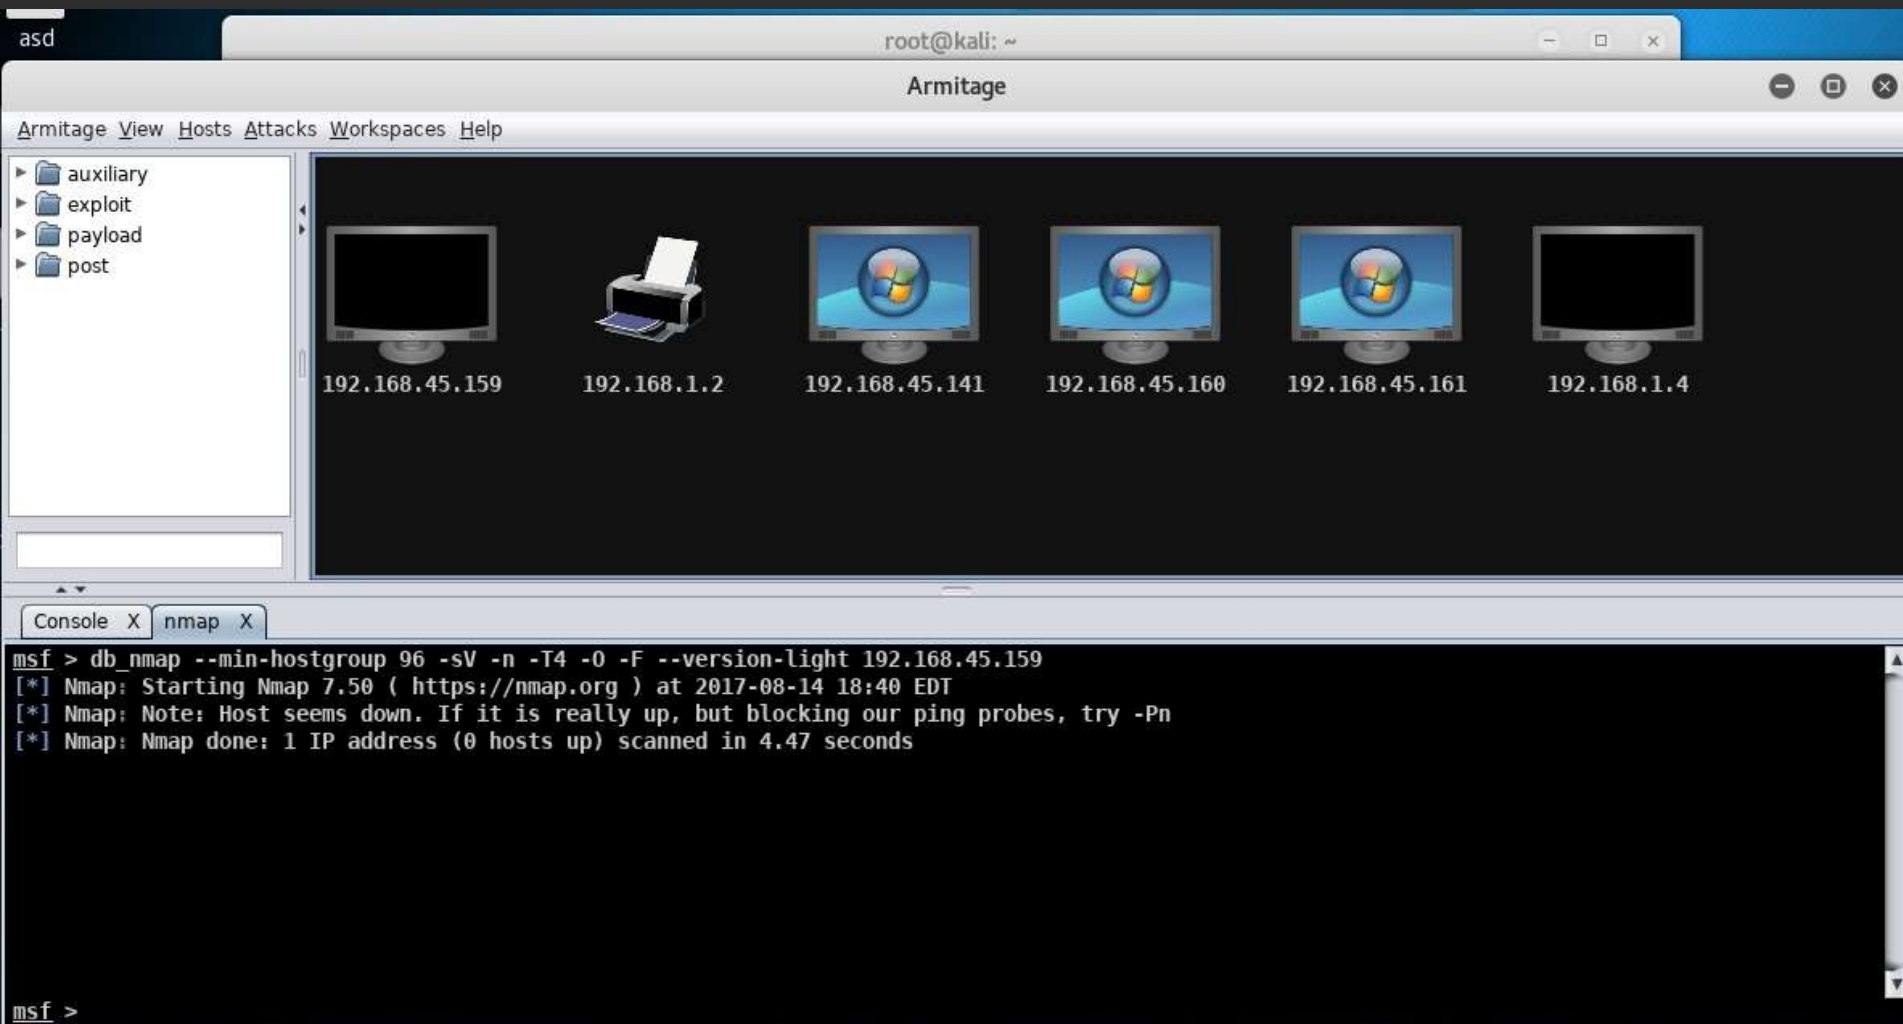 asd
root@kali: ~
Armitage
Armitage View Hosts Attacks Workspaces Help
auxiliary
exploit
payload
post
192.168.45.159
192.168.1.2
192.168.45.141
192.168.45.160
192.168.45.161
192.168.1.4
Console X nmap X
msf > db_nmap --min-hostgroup 96 -sV -n -T4 -O -F --version-light 192.168.45.159
[*] Nmap: Starting Nmap 7.50 ( https://nmap.org ) at 2017-08-14 18:40 EDT
[*] Nmap: Note: Host seems down. If it is really up, but blocking our ping probes, try -Pn
[*] Nmap: Nmap done: 1 IP address (0 hosts up) scanned in 4.47 seconds
msf >